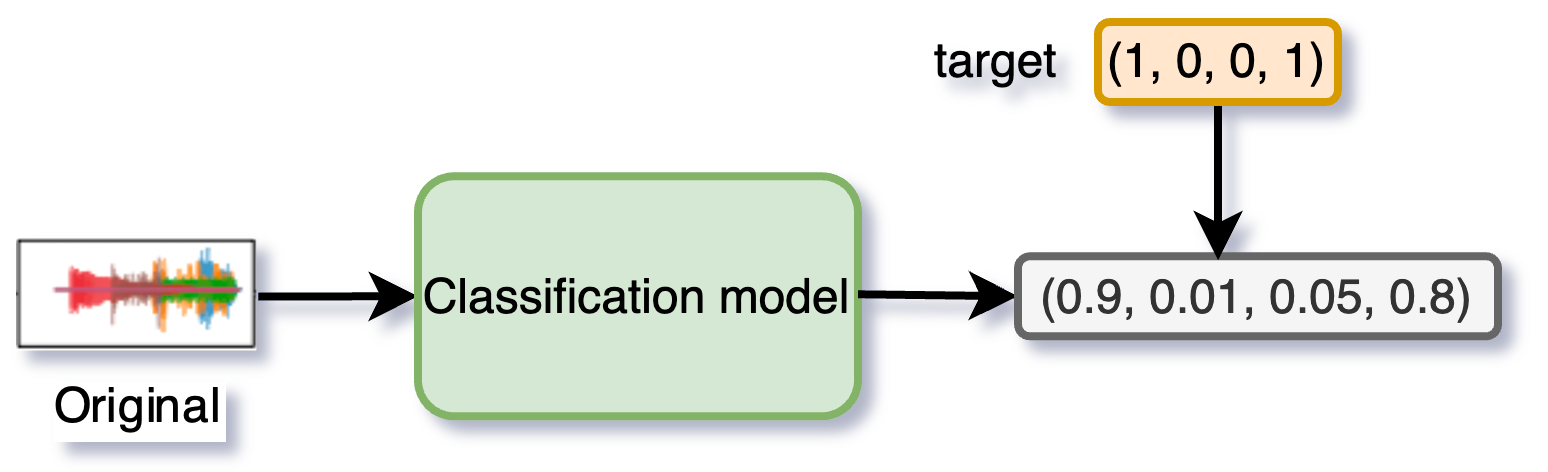 target (1, 0, 0, 1)
Classification model
(0.9, 0.01, 0.05, 0.8)
Original